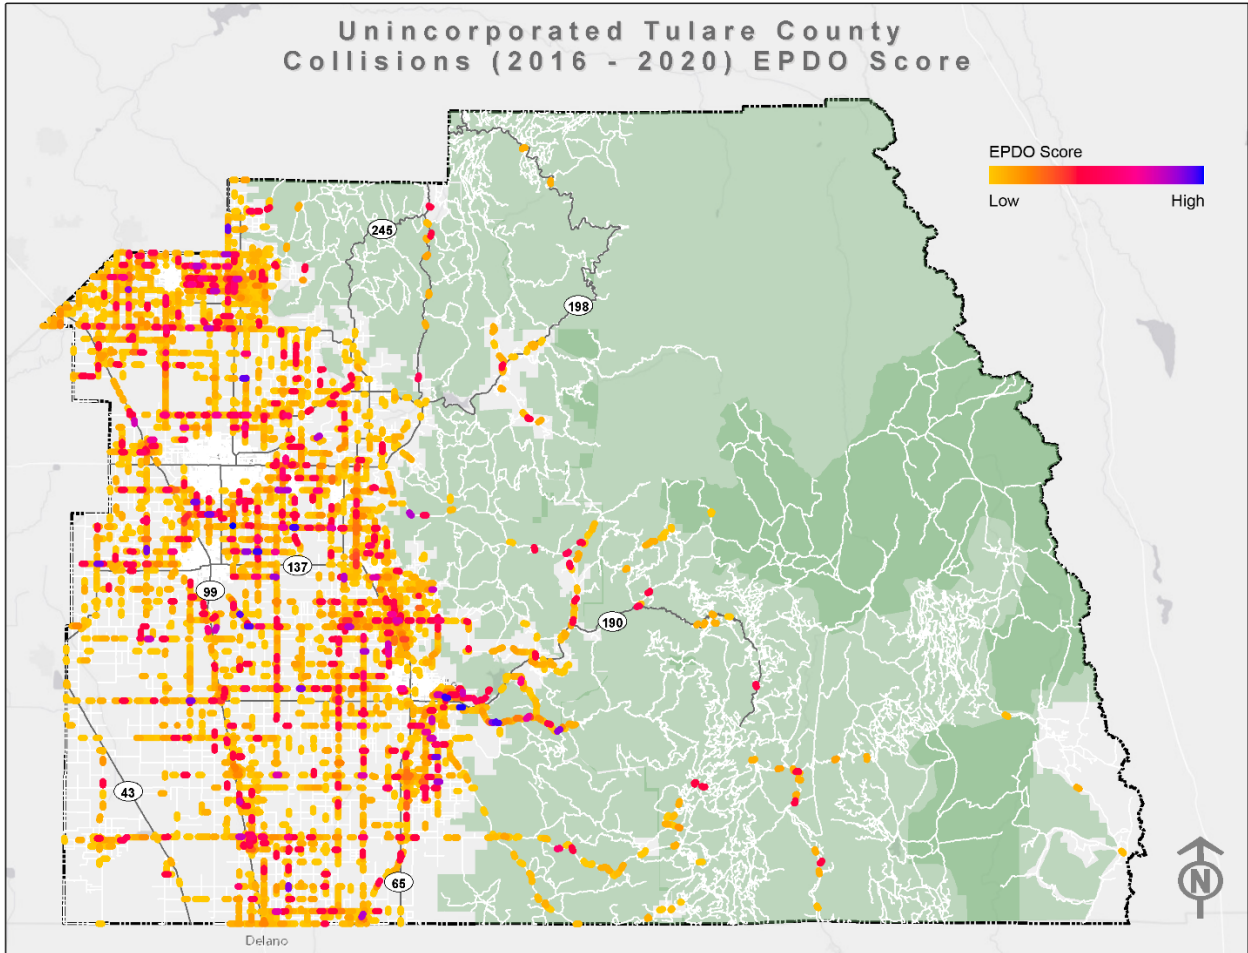 Unincorporated Tulare County
Collisions (2016 - 2020) EPDO Score
EPDO Score
Low High
245
198
137
99
190
43
65
N
Delano